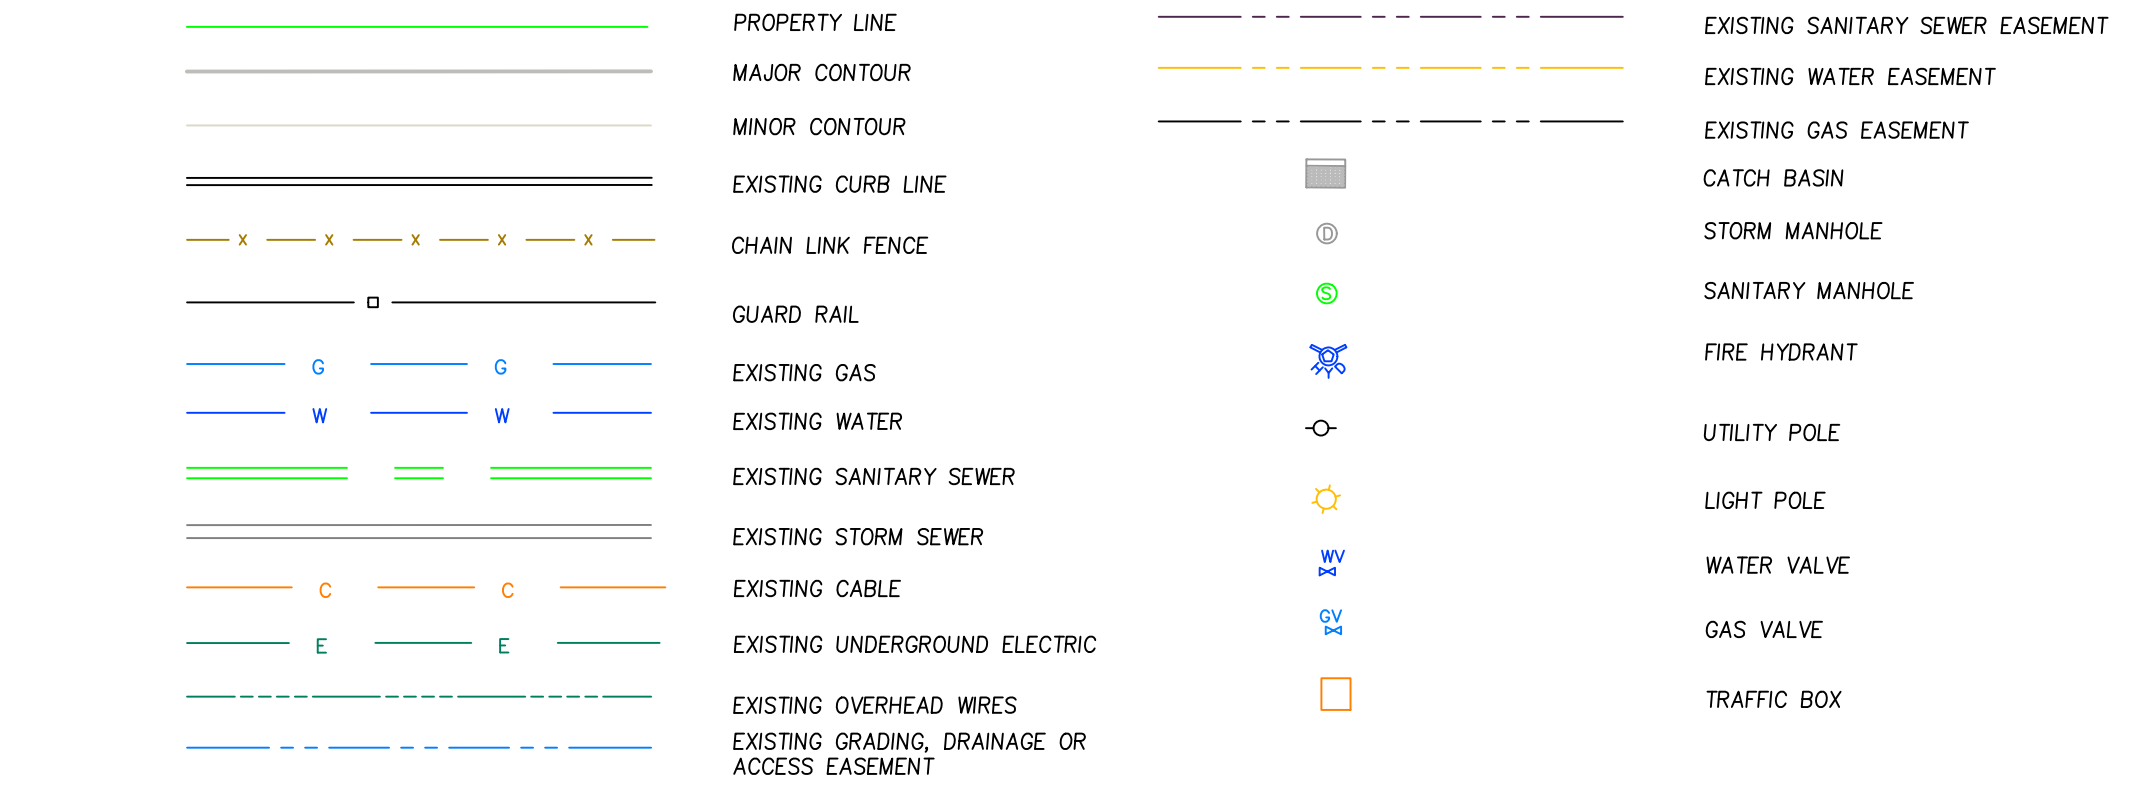 PROPERTY LINE
MAJOR CONTOUR
MINOR CONTOUR
EXISTING CURB LINE
X X X X X CHAIN LINK FENCE
GUARD RAIL
G G EXISTING GAS
W W EXISTING WATER
EXISTING SANITARY SEWER
EXISTING STORM SEWER
C C EXISTING CABLE
E E EXISTING UNDERGROUND ELECTRIC
EXISTING OVERHEAD WIRES
EXISTING GRADING, DRAINAGE OR
ACCESS EASEMENT
EXISTING SANITARY SEWER EASEMENT
EXISTING WATER EASEMENT
EXISTING GAS EASEMENT
CATCH BASIN
D STORM MANHOLE
S SANITARY MANHOLE
HYD FIRE HYDRANT
UTILITY POLE
LIGHT POLE
WV WATER VALVE
GV GAS VALVE
TRAFFIC BOX